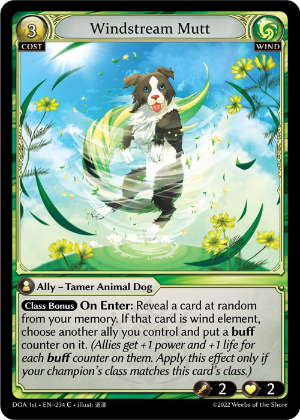 3
Windstream Mutt
COST
WIND
Ally – Tamer Animal Dog
Class Bonus On Enter: Reveal a card at random
from your memory. If that card is wind element,
choose another ally you control and put a buff
counter on it. (Allies get +1 power and +1 life for
each buff counter on them. Apply this effect only if
your champion's class matches this card's class.)
2
2
DOA 1st • EN-234 C • illust: 道漫
©2022 Weebs of the Shore